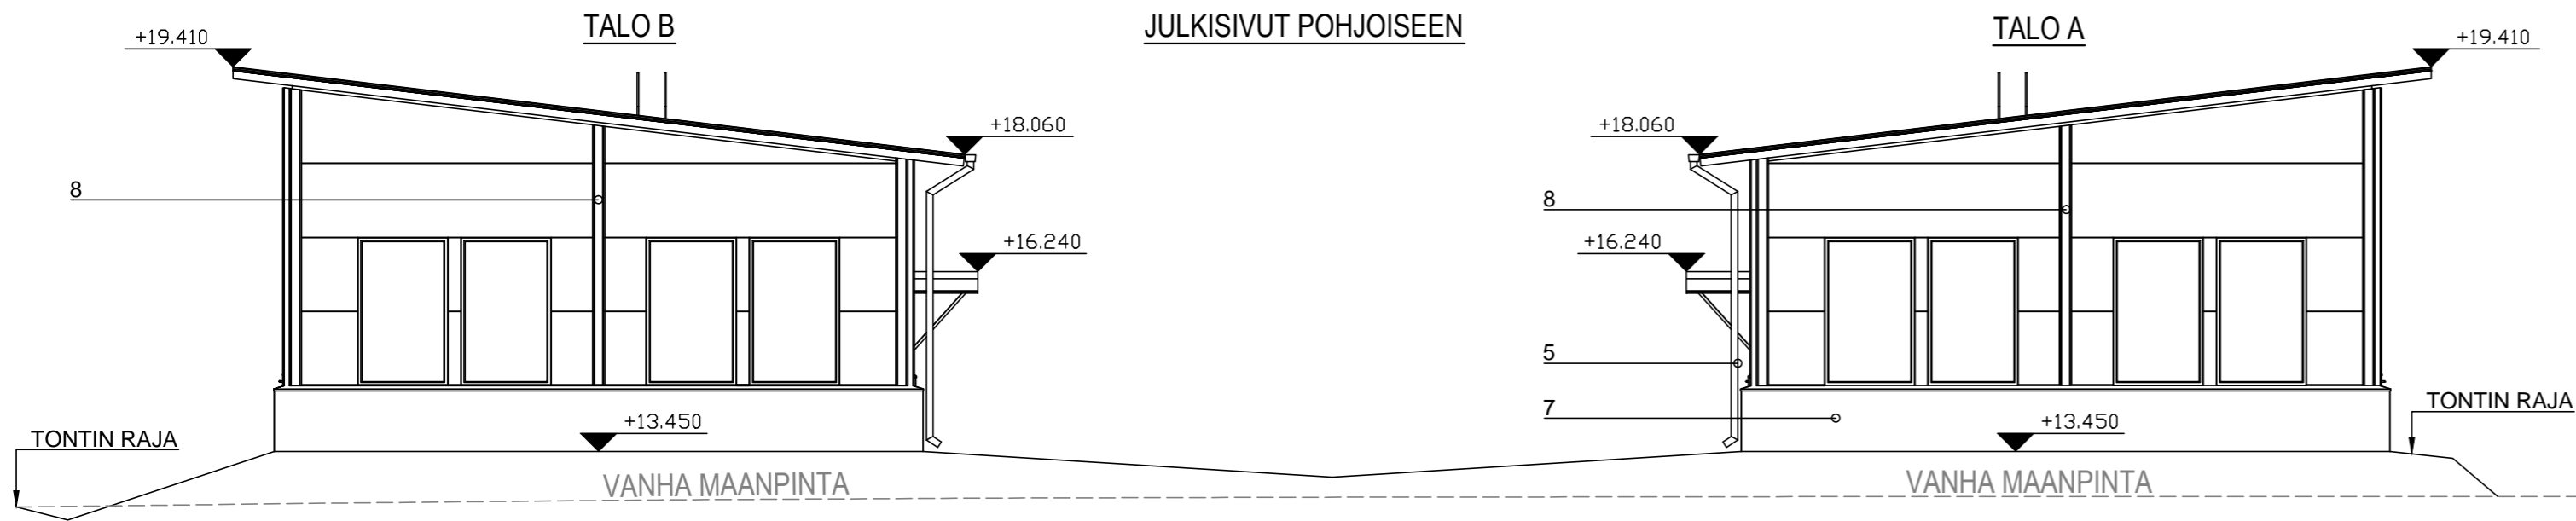 TALO B
JULKISIVUT POHJOISEEN
TALO A
+19.410
+19.410
+18.060
+18.060
8
8
+16.240
+16.240
5
7
+13.450
+13.450
TONTIN RAJA
TONTIN RAJA
VANHA MAANPINTA
VANHA MAANPINTA